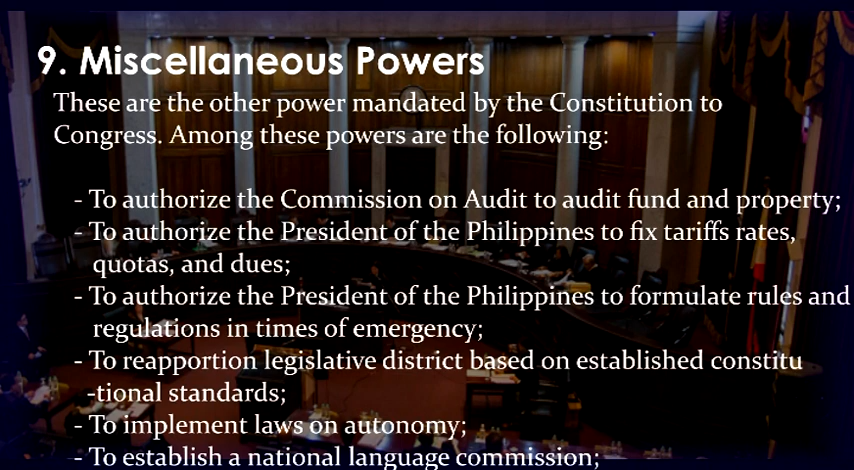 9. Miscellaneous Powers
These are the other power mandated by the Constitution to
Congress. Among these powers are the following:
- To authorize the Commission on Audit to audit fund and property;
- To authorize the President of the Philippines to fix tariffs rates,
quotas, and dues;
- To authorize the President of the Philippines to formulate rules and
regulations in times of emergency;
- To reapportion legislative district based on established constitu
-tional standards;
- To implement laws on autonomy;
- To establish a national language commission;